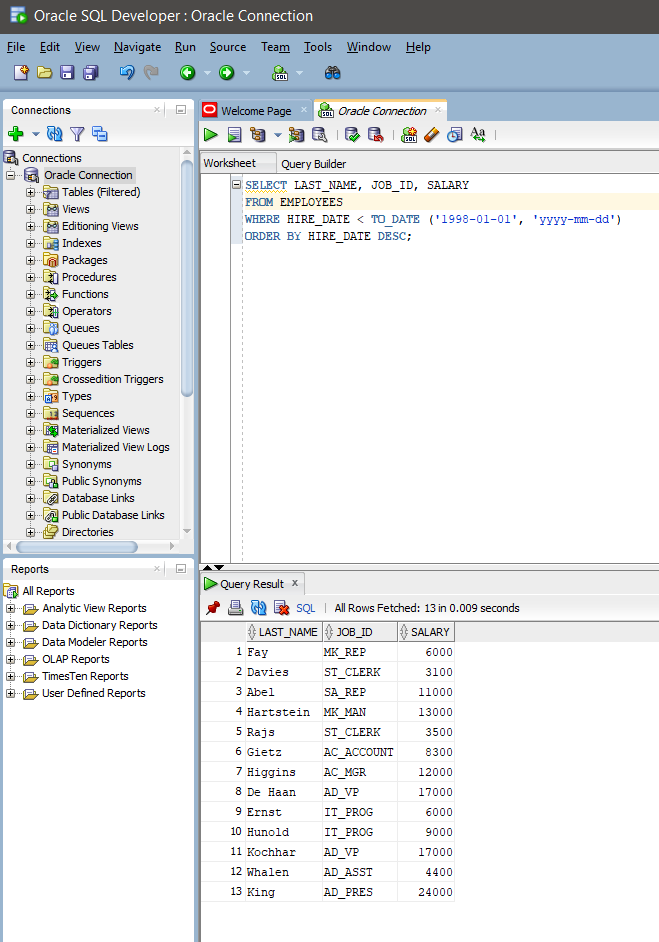 Oracle SQL Developer : Oracle Connection
File Edit View Navigate Run Source Team Tools Window Help
Connections
Connections
Oracle Connection
Tables (Filtered)
Views
Editioning Views
Indexes
Packages
Procedures
Functions
Operators
Queues
Queues Tables
Triggers
Crossedition Triggers
Types
Sequences
Materialized Views
Materialized View Logs
Synonyms
Public Synonyms
Database Links
Public Database Links
Directories
Reports
All Reports
Analytic View Reports
Data Dictionary Reports
Data Modeler Reports
OLAP Reports
TimesTen Reports
User Defined Reports
Welcome Page Oracle Connection
Worksheet Query Builder
SELECT LAST_NAME, JOB_ID, SALARY
FROM EMPLOYEES
WHERE HIRE_DATE < TO_DATE ('1998-01-01', 'yyyy-mm-dd')
ORDER BY HIRE_DATE DESC;
Query Result
SQL All Rows Fetched: 13 in 0.009 seconds
LAST_NAME JOB_ID SALARY
1 Fay MK_REP 6000
2 Davies ST_CLERK 3100
3 Abel SA_REP 11000
4 Hartstein MK_MAN 13000
5 Rajs ST_CLERK 3500
6 Gietz AC_ACCOUNT 8300
7 Higgins AC_MGR 12000
8 De Haan AD_VP 17000
9 Ernst IT_PROG 6000
10 Hunold IT_PROG 9000
11 Kochhar AD_VP 17000
12 Whalen AD_ASST 4400
13 King AD_PRES 24000